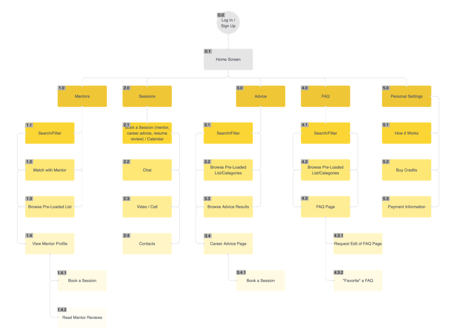 0.0
Log in /
Sign Up
0.1
Home Screen
1.0
Mentors
2.0
Sessions
3.0
Advice
4.0
FAQ
5.0
Personal Settings
1.1
Search/Filter
2.1
Book a Session (mentor,
career advice, resume
review) / Calendar
3.1
Search/Filter
4.1
Search/Filter
5.1
How it Works
1.2
Match with Mentor
2.2
Chat
3.2
Browse Pre-Loaded
List/Categories
4.2
Browse Pre-Loaded
List/Categories
5.2
Buy Credits
1.3
Browse Pre-Loaded List
2.3
Video / Call
3.3
Browse Advice Results
4.3
FAQ Page
5.3
Payment Information
1.4
View Mentor Profile
2.4
Contacts
3.4
Career Advice Page
4.3.1
Request Edit of FAQ Page
1.4.1
Book a Session
3.4.1
Book a Session
4.3.2
"Favorite" a FAQ
1.4.2
Read Mentor Reviews